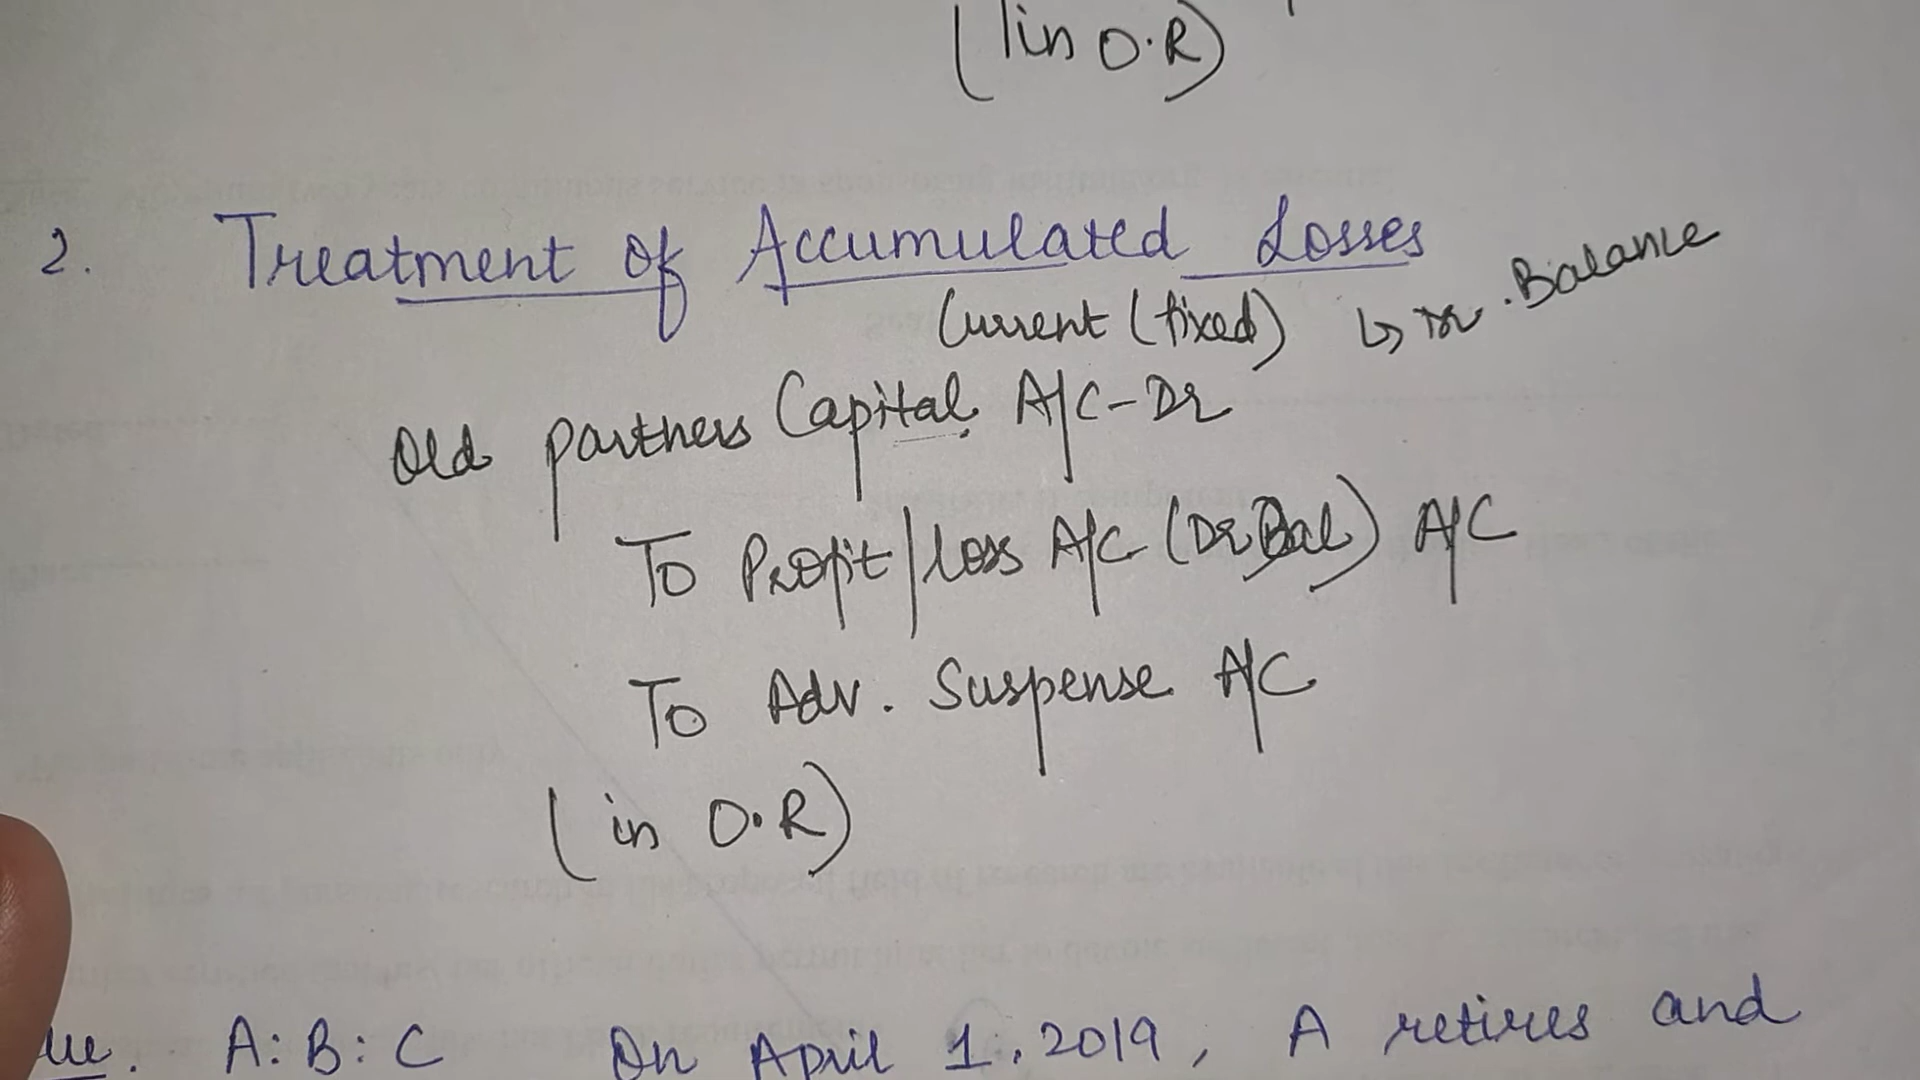 (in O.R)
2. Treatment of Accumulated Losses
Current (fixed) ↳ Dr. Balance
Old partners Capital A/C-Dr
To Profit/loss A/C (Dr Bal) A/C
To Adv. Suspense A/C
(in O.R)
A:B:C On April 1, 2019, A retires and